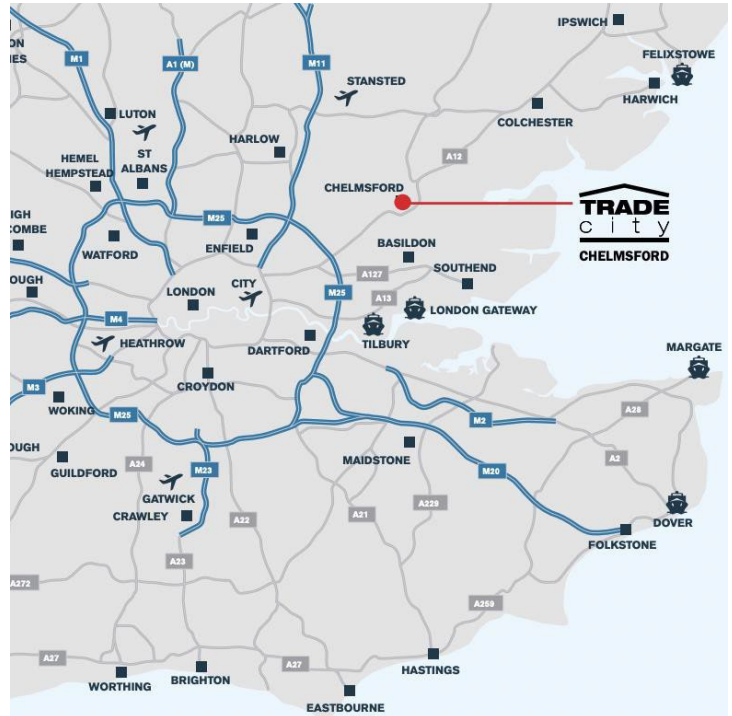 IPSWICH
FELIXSTOWE
M1
A1 (M)
M11
STANSTED
HARWICH
LUTON
COLCHESTER
HARLOW
ST
ALBANS
A12
HEMEL
HEMPSTEAD
CHELMSFORD
TRADE
city
CHELMSFORD
M25
WATFORD
ENFIELD
BASILDON
A127
SOUTHEND
CITY
LONDON
M25
A13
LONDON GATEWAY
M4
TILBURY
HEATHROW
DARTFORD
MARGATE
CROYDON
M3
WOKING
M25
M2
A28
MAIDSTONE
A24
GUILDFORD
M23
M20
A2
GATWICK
CRAWLEY
A22
A21
A229
DOVER
FOLKSTONE
A23
A272
A259
A27
A27
HASTINGS
WORTHING
BRIGHTON
EASTBOURNE